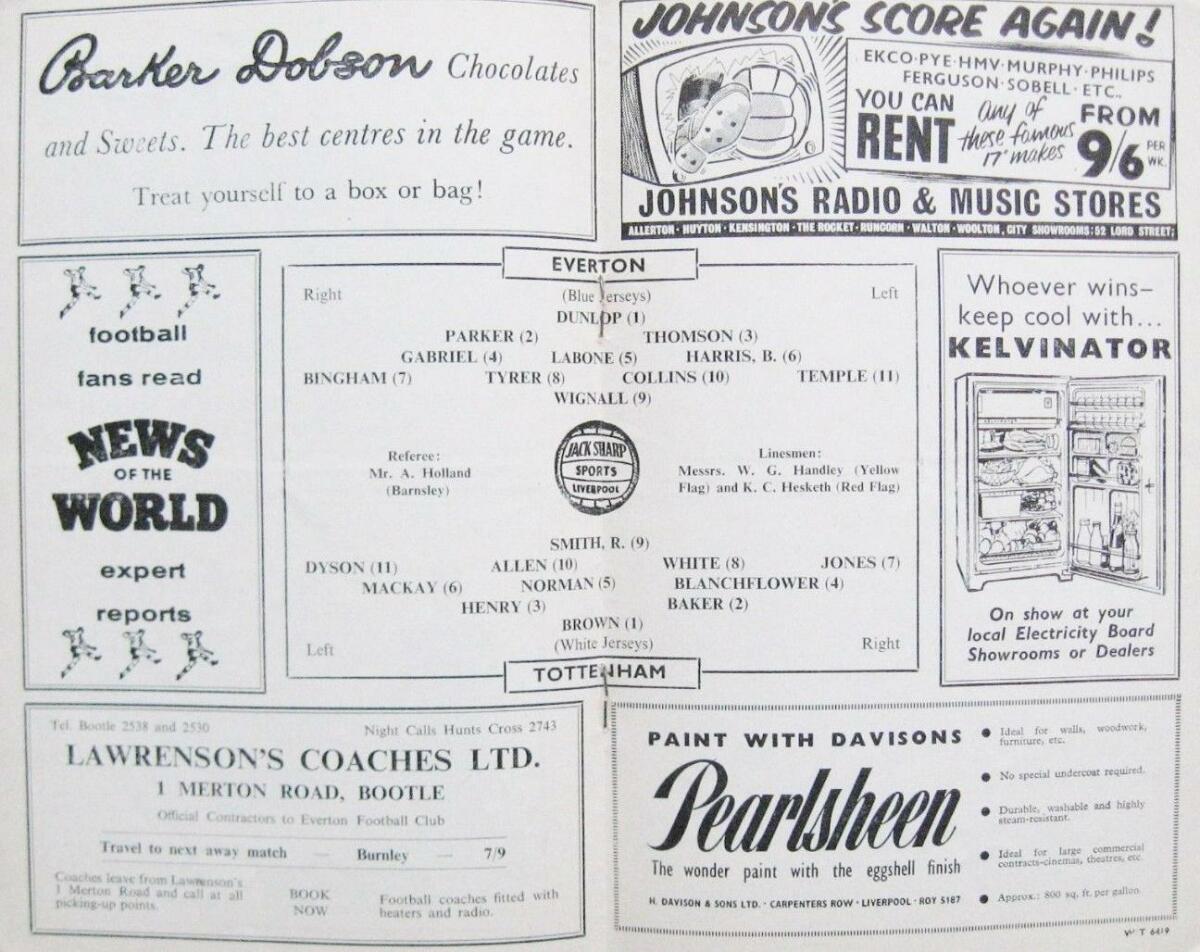 Barker Dobson Chocolates
and Sweets. The best centres in the game.
Treat yourself to a box or bag!
JOHNSON'S SCORE AGAIN!
EKCO·PYE·HMV·MURPHY·PHILIPS
FERGUSON·SOBELL·ETC.,
YOU CAN
RENT
any of
these famous
17" makes
FROM
9/6 PER WK.
JOHNSON'S RADIO & MUSIC STORES
ALLERTON·HUYTON·KENSINGTON·THE ROCKET·RUNCORN·WALTON·WOOLTON, CITY SHOWROOMS: 52 LORD STREET;
football
fans read
NEWS
OF THE
WORLD
expert
reports
EVERTON
Right (Blue Jerseys) Left
DUNLOP (1)
PARKER (2) THOMSON (3)
GABRIEL (4) LABONE (5) HARRIS, B. (6)
BINGHAM (7) TYRER (8) COLLINS (10) TEMPLE (11)
WIGNALL (9)
Referee:
Mr. A. Holland
(Barnsley)
JACK SHARP
SPORTS
LIVERPOOL
Linesmen:
Messrs. W. G. Handley (Yellow
Flag) and K. C. Hesketh (Red Flag)
SMITH, R. (9)
DYSON (11) ALLEN (10) WHITE (8) JONES (7)
MACKAY (6) NORMAN (5) BLANCHFLOWER (4)
HENRY (3) BAKER (2)
BROWN (1)
Left (White Jerseys) Right
TOTTENHAM
Whoever wins–
keep cool with...
KELVINATOR
On show at your
local Electricity Board
Showrooms or Dealers
Tel. Bootle 2538 and 2530 Night Calls Hunts Cross 2743
LAWRENSON'S COACHES LTD.
1 MERTON ROAD, BOOTLE
Official Contractors to Everton Football Club
Travel to next away match — Burnley — 7/9
Coaches leave from Lawrenson's
1 Merton Road and call at all
picking-up points.
BOOK
NOW
Football coaches fitted with
heaters and radio.
PAINT WITH DAVISONS
Pearlsheen
The wonder paint with the eggshell finish
H. DAVISON & SONS LTD. · CARPENTERS ROW · LIVERPOOL · ROY 5187
● Ideal for walls, woodwork,
furniture, etc.
● No special undercoat required.
● Durable, washable and highly
steam-resistant.
● Ideal for large commercial
contracts-cinemas, theatres, etc.
● Approx.: 800 sq. ft. per gallon.
W T 6419